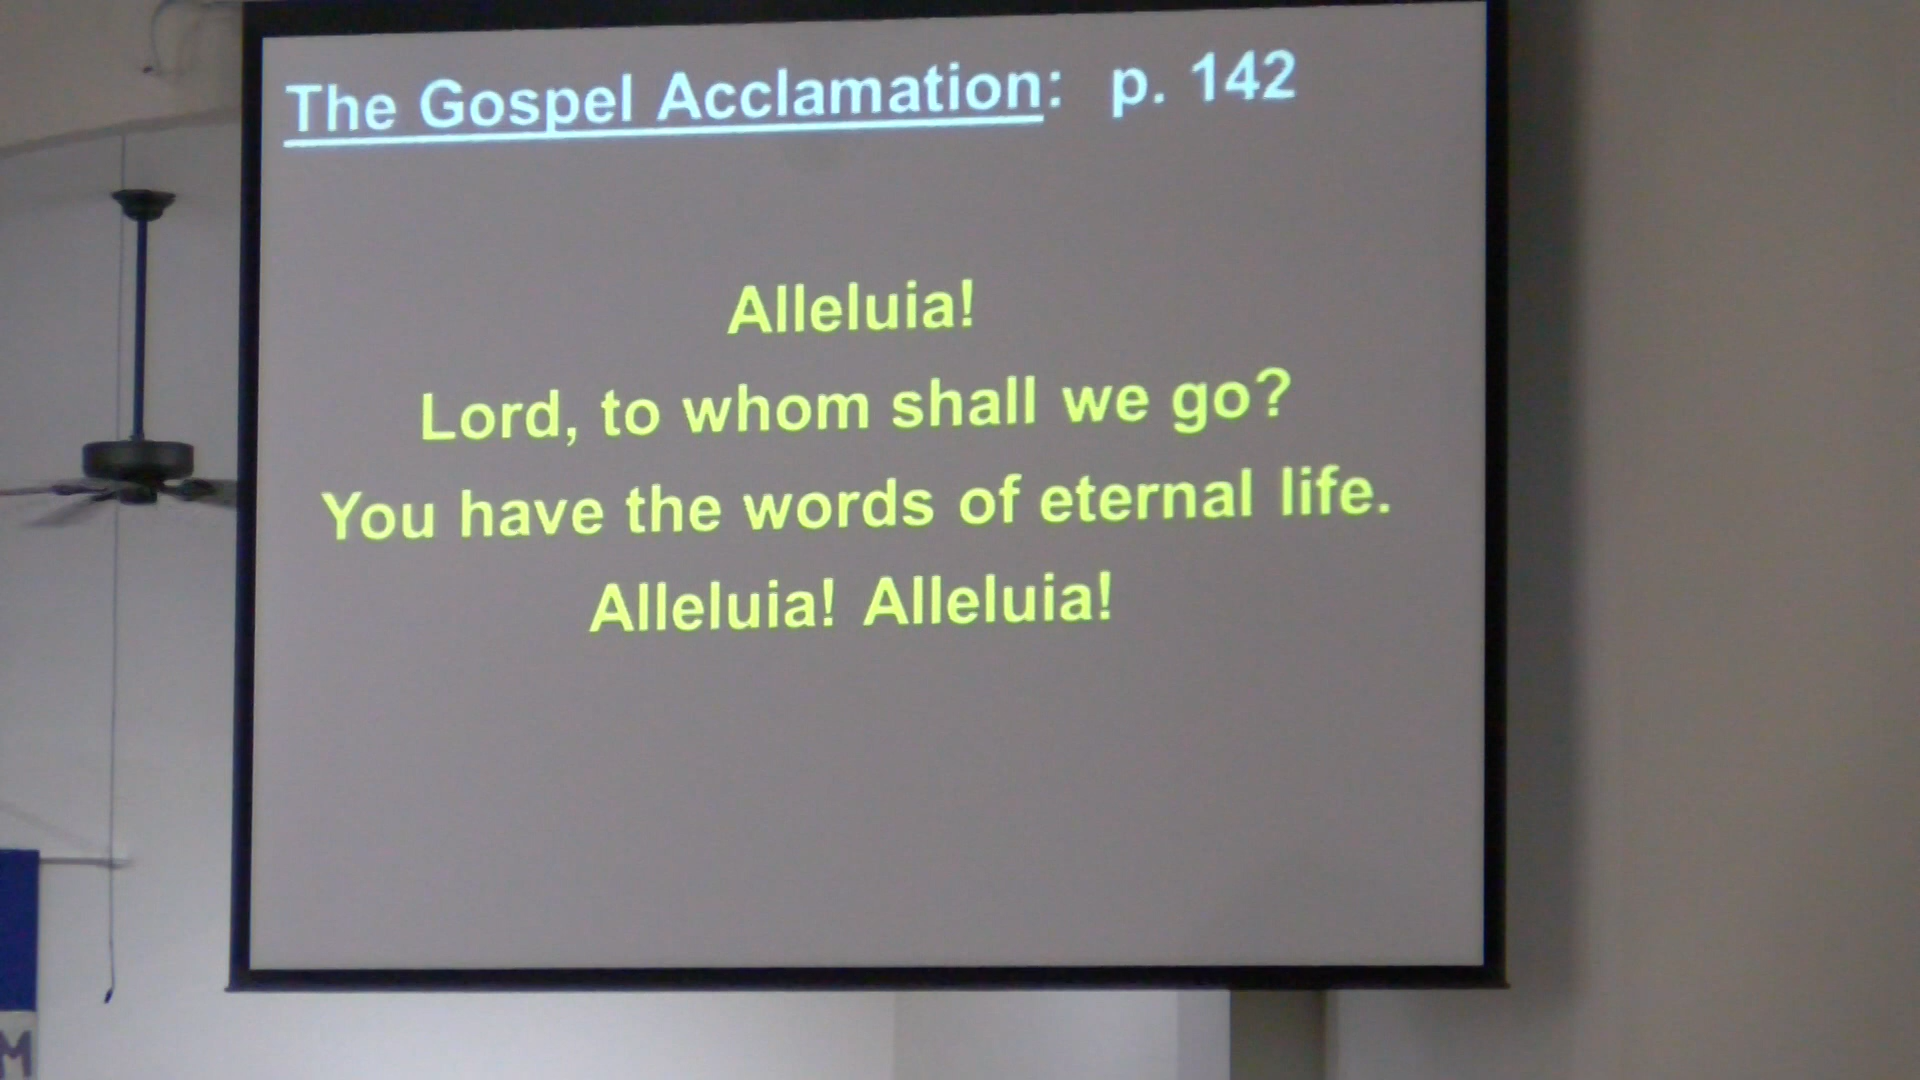 The Gospel Acclamation: p. 142
Alleluia!
Lord, to whom shall we go?
You have the words of eternal life.
Alleluia! Alleluia!
M